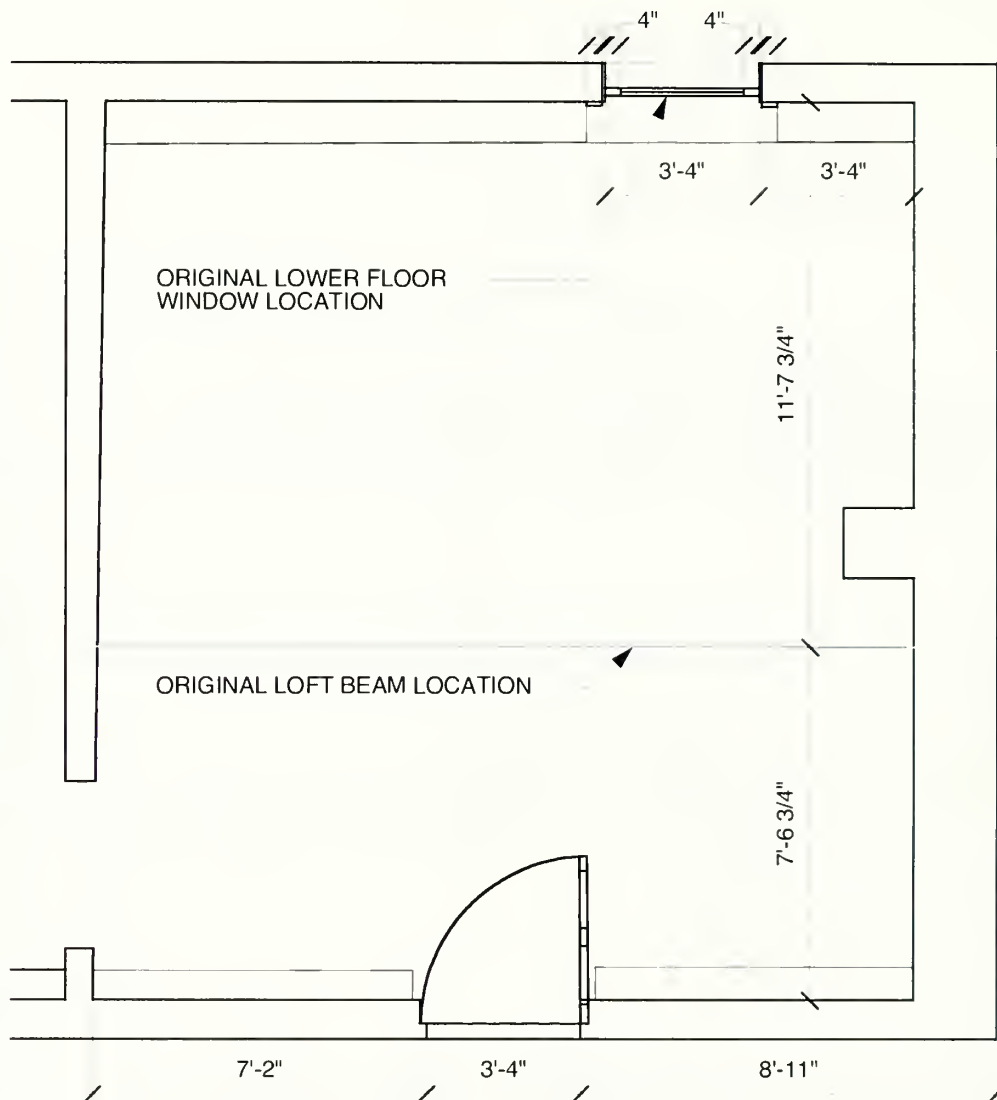 4" 4"
3'-4" 3'-4"
ORIGINAL LOWER FLOOR
WINDOW LOCATION
11'-7 3/4"
ORIGINAL LOFT BEAM LOCATION
7'-6 3/4"
7'-2" 3'-4" 8'-11"